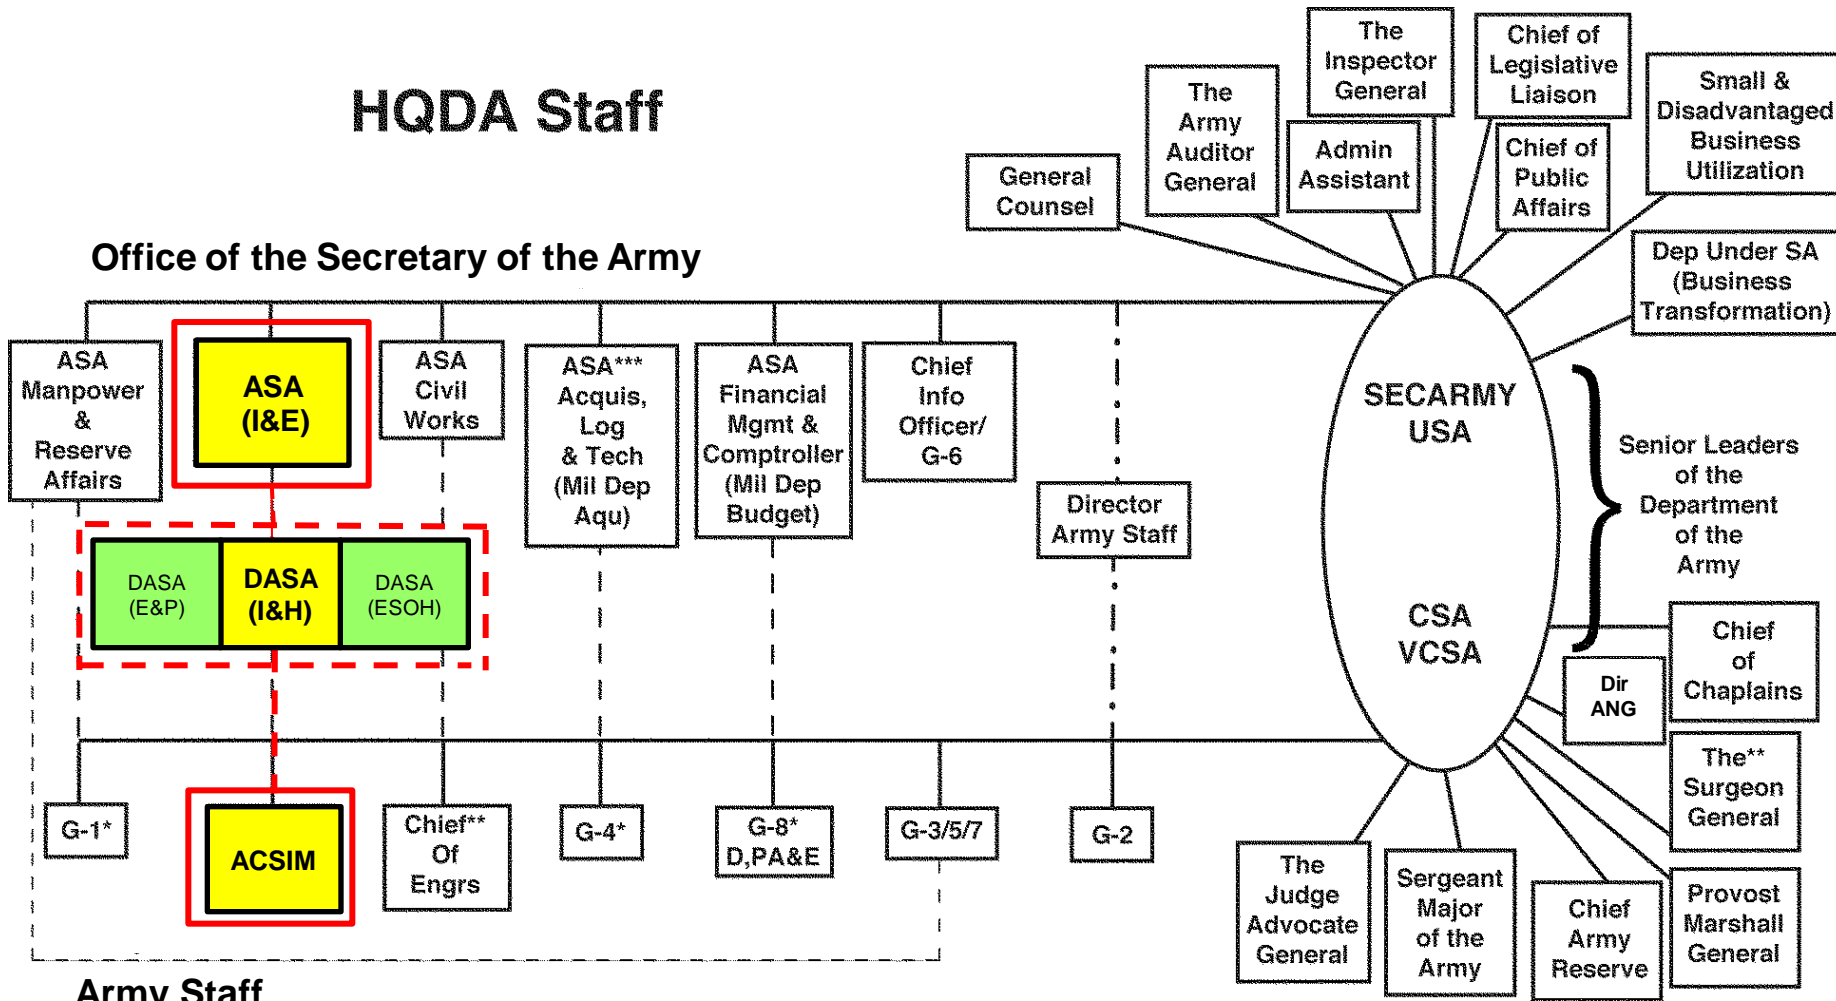 HQDA Staff
The
Inspector
General
Chief of
Legislative
Liaison
The
Army
Auditor
General
Small &
Disadvantaged
Business
Utilization
General
Counsel
Admin
Assistant
Chief of
Public
Affairs
Dep Under SA
(Business
Transformation)
Office of the Secretary of the Army
ASA
Manpower
&
Reserve
Affairs
ASA
(I&E)
ASA
Civil
Works
ASA***
Acquis,
Log
& Tech
(Mil Dep
Aqu)
ASA
Financial
Mgmt &
Comptroller
(Mil Dep
Budget)
Chief
Info
Officer/
G-6
Director
Army Staff
SECARMY
USA
CSA
VCSA
Senior Leaders
of the
Department
of the
Army
DASA
(E&P)
DASA
(I&H)
DASA
(ESOH)
Chief
of
Chaplains
Dir
ANG
The**
Surgeon
General
Provost
Marshall
General
Chief
Army
Reserve
Sergeant
Major
of the
Army
The
Judge
Advocate
General
G-1*
ACSIM
Chief**
Of
Engrs
G-4*
G-8*
D,PA&E
G-3/5/7
G-2
Army Staff